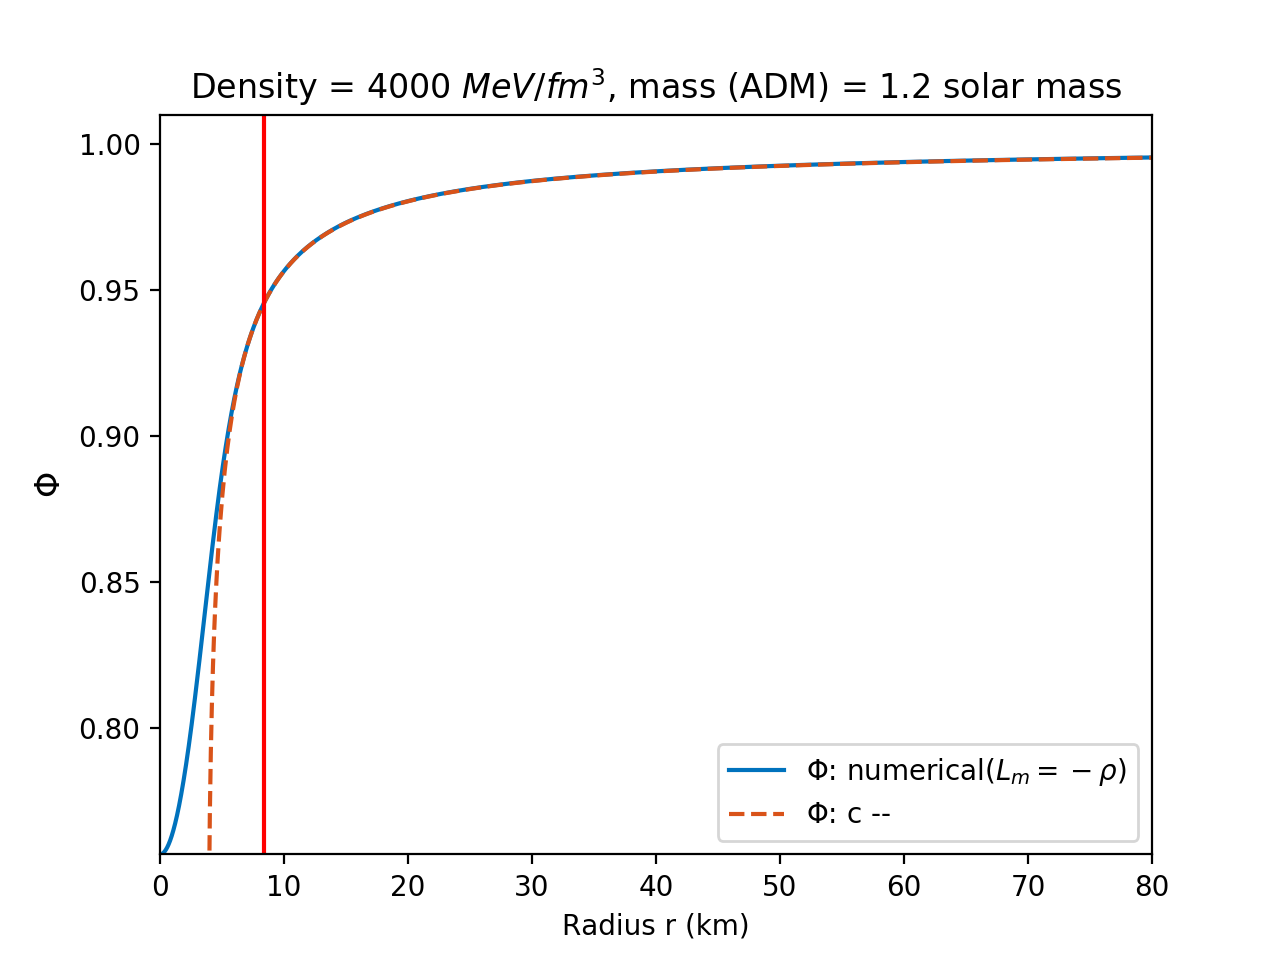 Density = 4000 MeV/fm³, mass (ADM) = 1.2 solar mass
1.00
0.95
0.90
0.85
0.80
Φ
Φ: numerical(Lₘ = − ρ)
Φ: c --
0 10 20 30 40 50 60 70 80
Radius r (km)